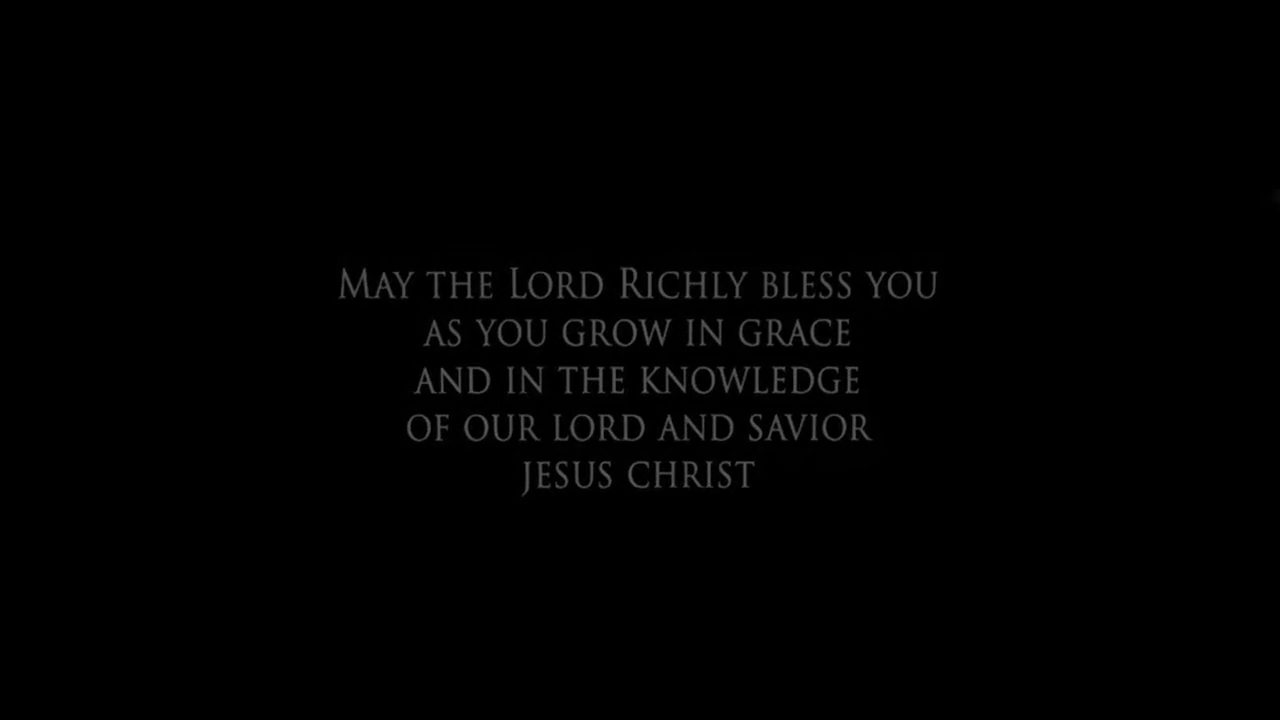 May the Lord Richly bless you
as you grow in grace
and in the knowledge
of our Lord and Savior
Jesus Christ